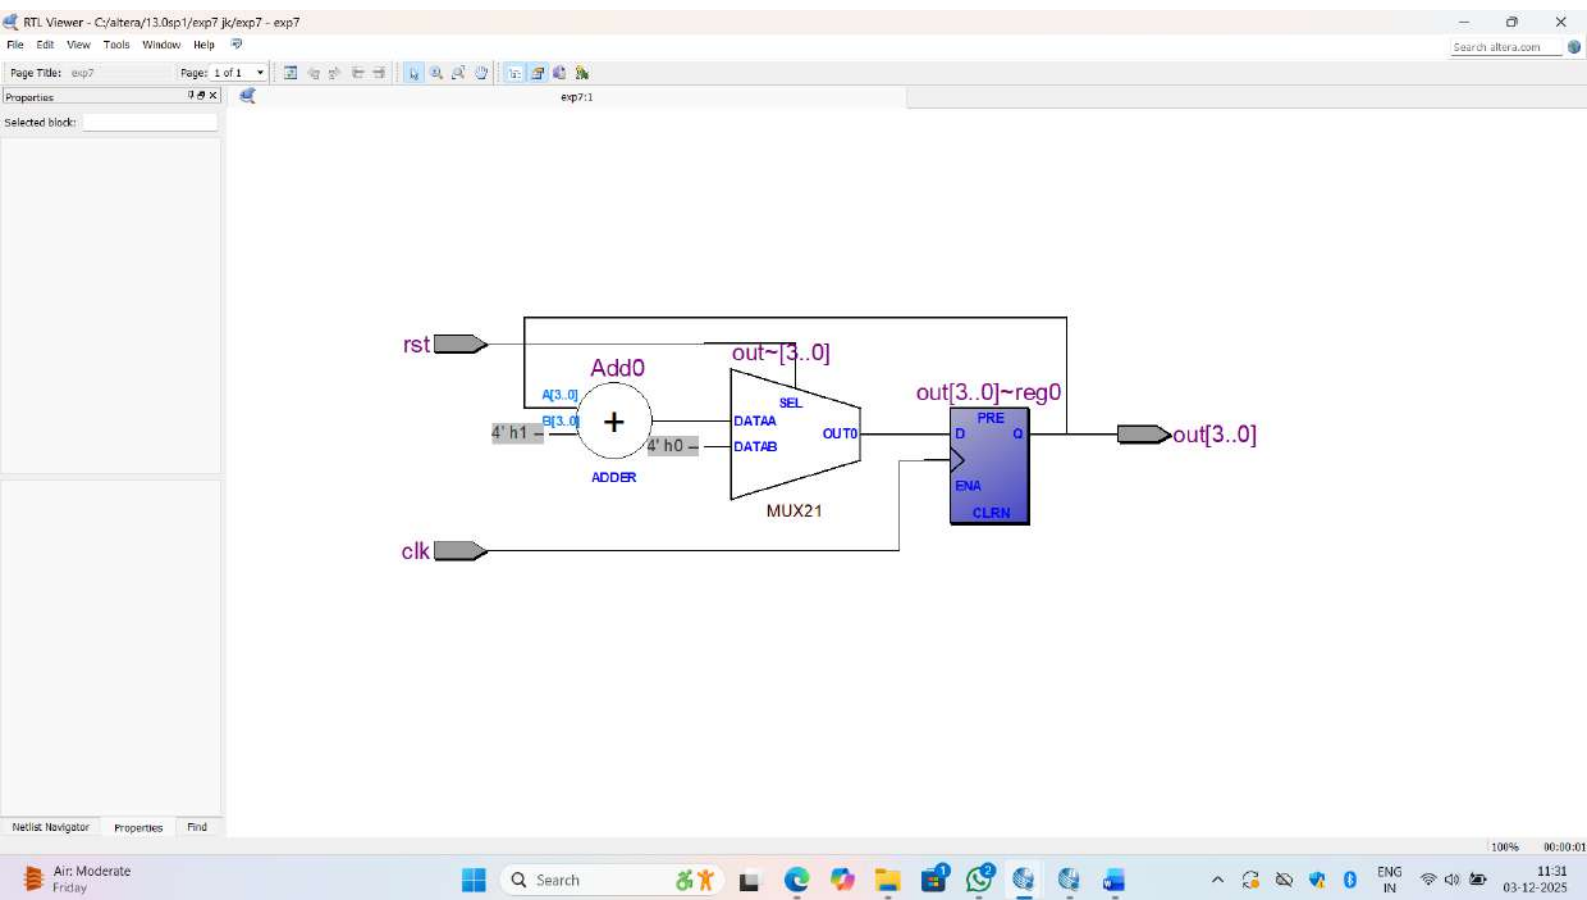 RTL Viewer - C:/altera/13.0sp1/exp7 jk/exp7 - exp7
File Edit View Tools Window Help
Search altera.com
Page Title: exp7 Page: 1 of 1
Properties
exp7:1
Selected block:
rst
out~[3..0]
Add0
out[3..0]~reg0
A[3..0]
SEL
PRE
B[3..0]
+
DATAA
4' h1
OUT0
D
Q
out[3..0]
4' h0
DATAB
ADDER
ENA
MUX21
CLRN
clk
Netlist Navigator Properties Find
100% 00:00:01
Air: Moderate
Friday
Search
1
2
ENG
IN
11:31
03-12-2025